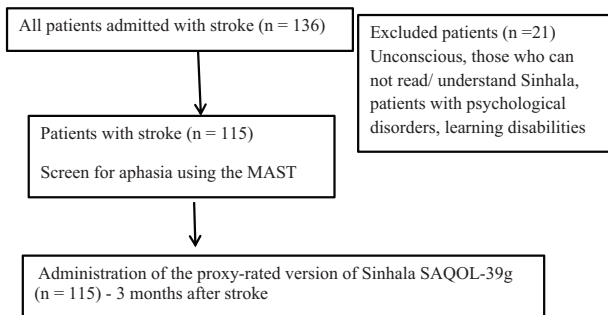 All patients admitted with stroke (n = 136)
Excluded patients (n =21)
Unconscious, those who can
not read/ understand Sinhala,
patients with psychological
disorders, learning disabilities
Patients with stroke (n = 115)
Screen for aphasia using the MAST
Administration of the proxy-rated version of Sinhala SAQOL-39g
(n = 115) - 3 months after stroke